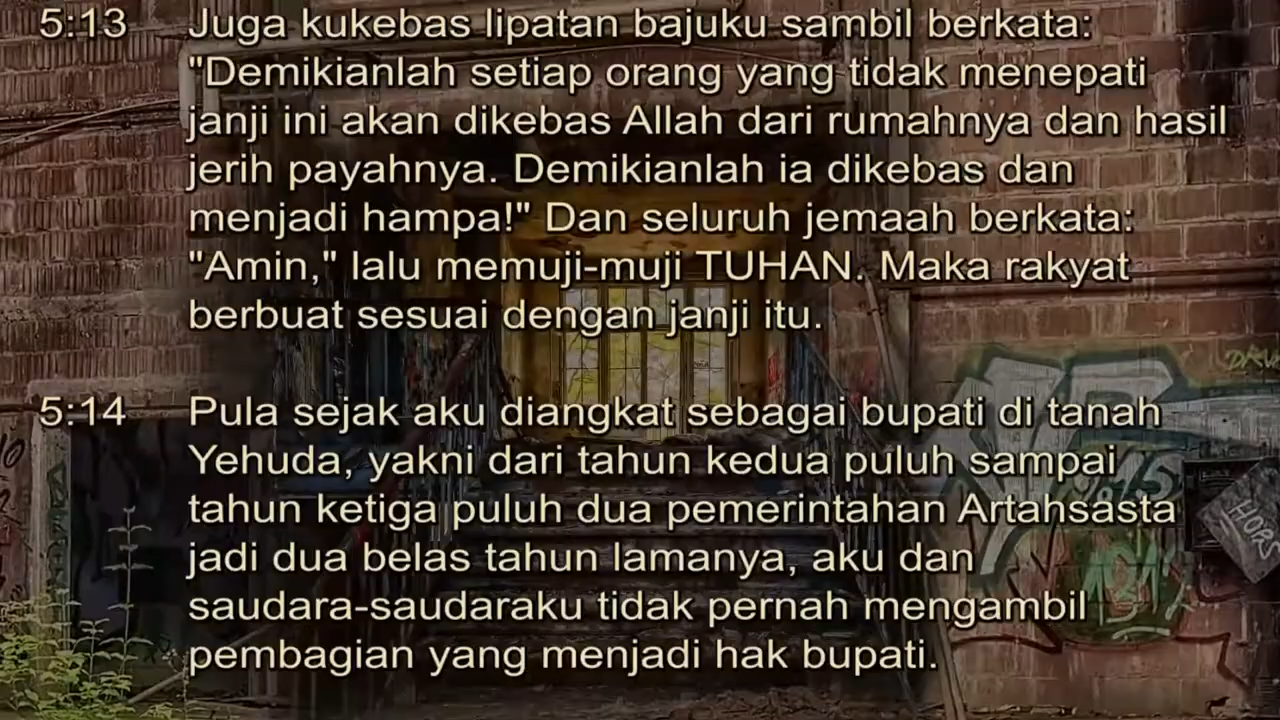 5:13 Juga kukebas lipatan bajuku sambil berkata:
"Demikianlah setiap orang yang tidak menepati
janji ini akan dikebas Allah dari rumahnya dan hasil
jerih payahnya. Demikianlah ia dikebas dan
menjadi hampa!" Dan seluruh jemaah berkata:
"Amin," lalu memuji-muji TUHAN. Maka rakyat
berbuat sesuai dengan janji itu.
5:14 Pula sejak aku diangkat sebagai bupati di tanah
Yehuda, yakni dari tahun kedua puluh sampai
tahun ketiga puluh dua pemerintahan Artahsasta
jadi dua belas tahun lamanya, aku dan
saudara-saudaraku tidak pernah mengambil
pembagian yang menjadi hak bupati.
HORS